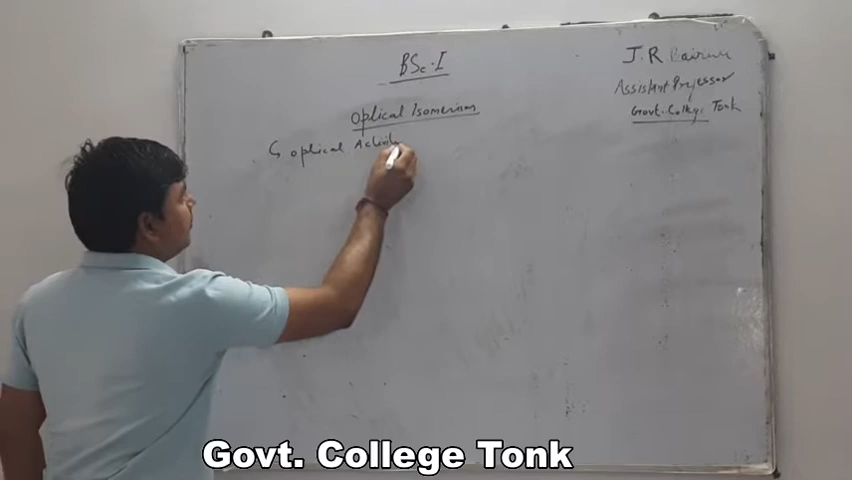 BSc-I
J.R. Bairwa
Assistant Professor
Govt. College Tonk
Optical Isomerism
Optical Activity
Govt. College Tonk